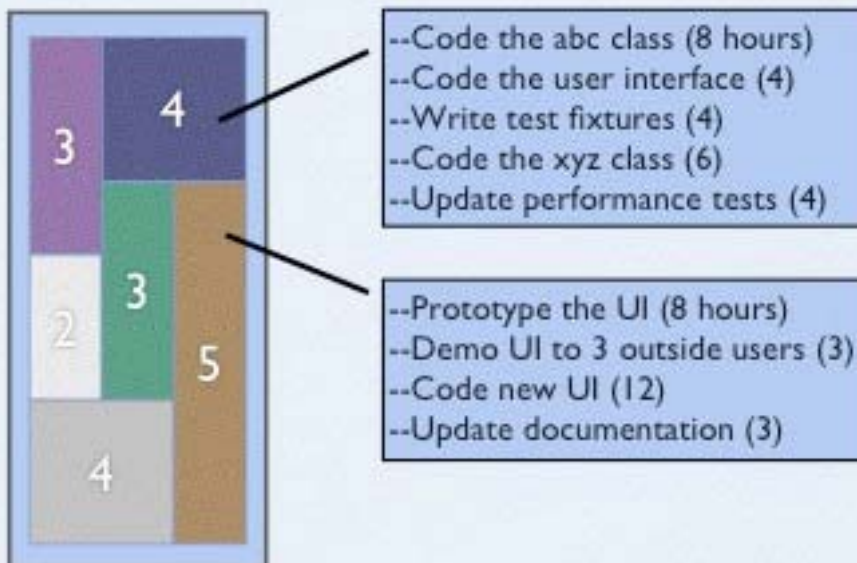 3
4
2
3
5
4
--Code the abc class (8 hours)
--Code the user interface (4)
--Write test fixtures (4)
--Code the xyz class (6)
--Update performance tests (4)
--Prototype the UI (8 hours)
--Demo UI to 3 outside users (3)
--Code new UI (12)
--Update documentation (3)